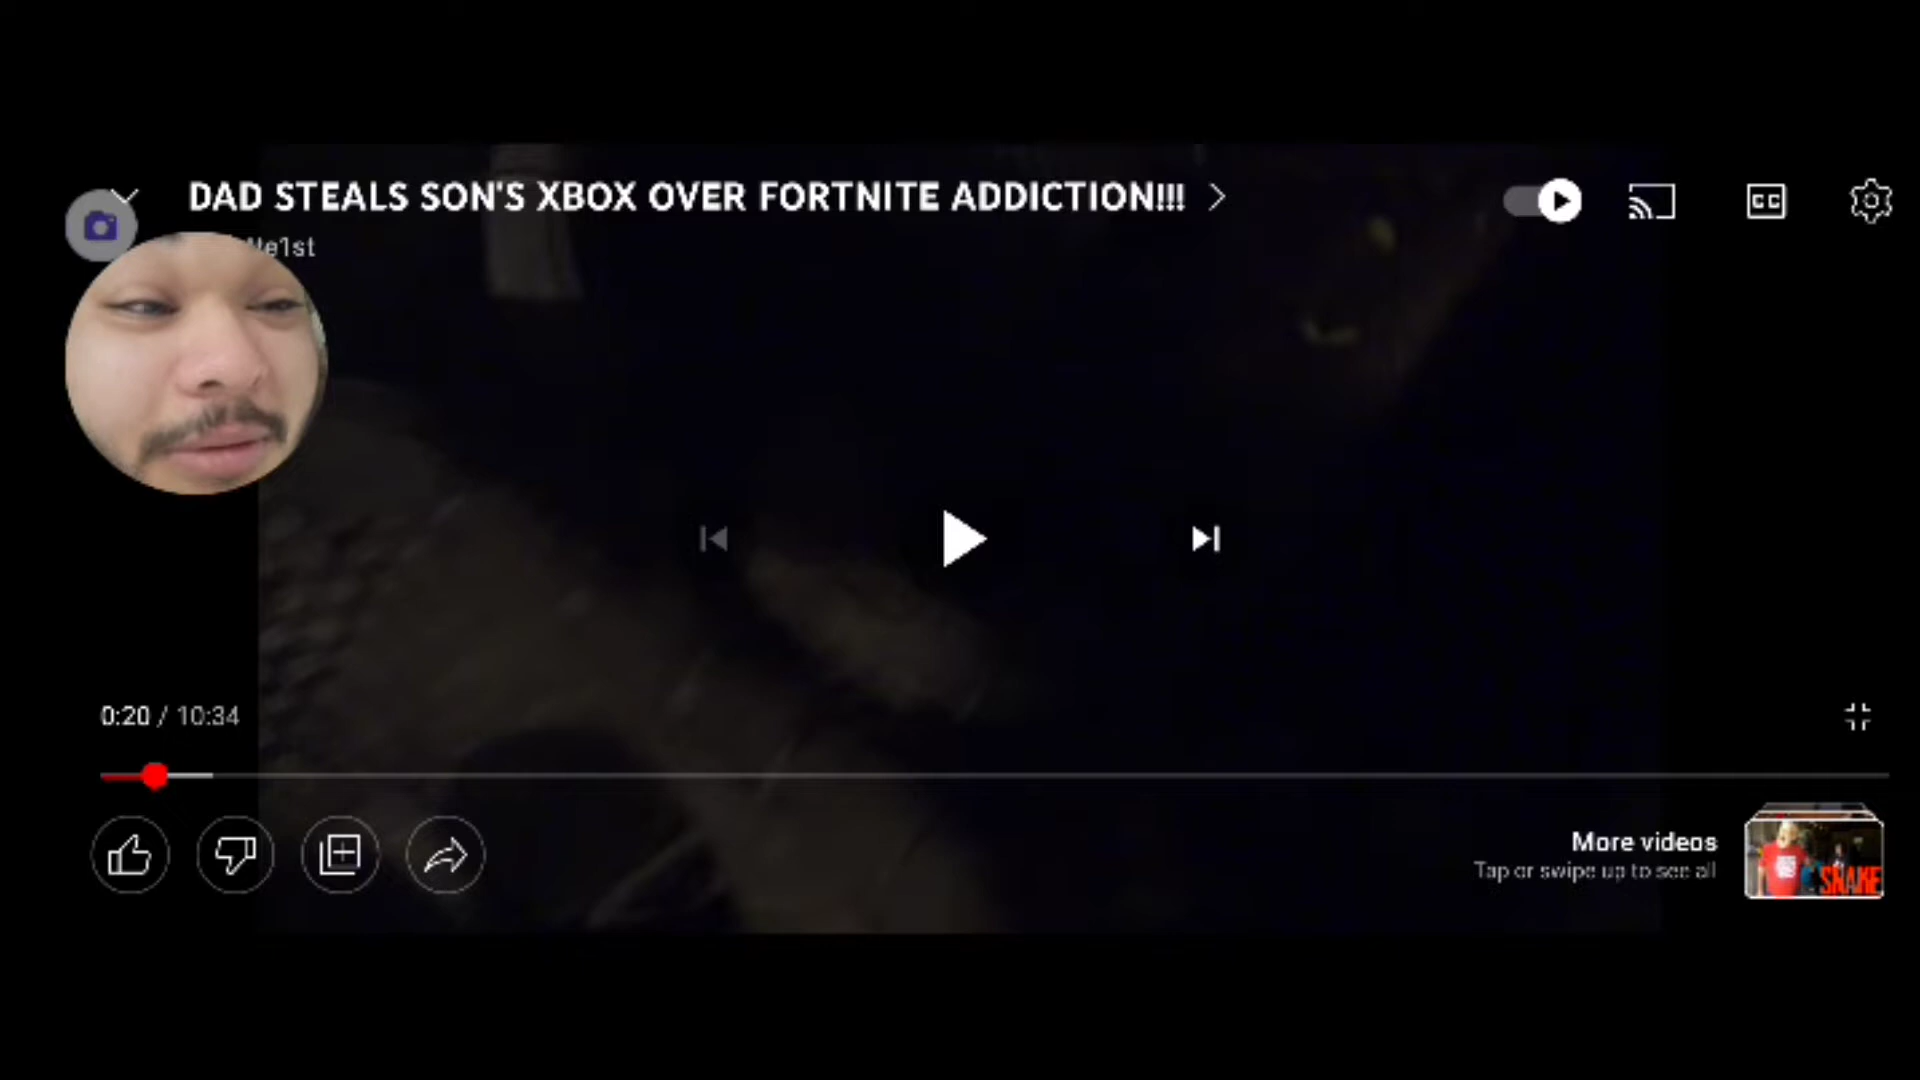 DAD STEALS SON'S XBOX OVER FORTNITE ADDICTION!!!
CC
0:20 / 10:34
More videos
Tap or swipe up to see all
SNAKE